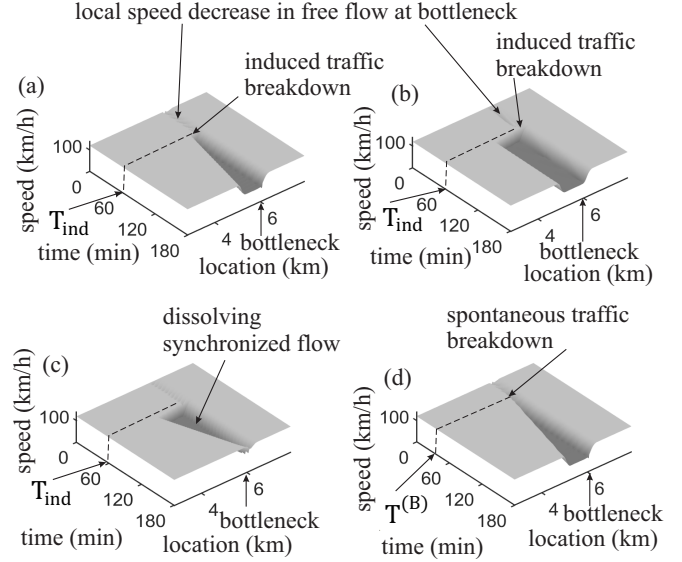 local speed decrease in free flow at bottleneck
(a)
induced traffic
breakdown
speed (km/h)
100
0
60
120
180
T_ind
time (min)
4
6
bottleneck
location (km)
(b)
induced traffic
breakdown
speed (km/h)
100
0
60
120
180
T_ind
time (min)
4
6
bottleneck
location (km)
(c)
dissolving
synchronized flow
speed (km/h)
100
0
60
120
180
T_ind
time (min)
4
6
bottleneck
location (km)
(d)
spontaneous traffic
breakdown
speed (km/h)
100
0
60
120
180
T^(B)
time (min)
4
6
bottleneck
location (km)